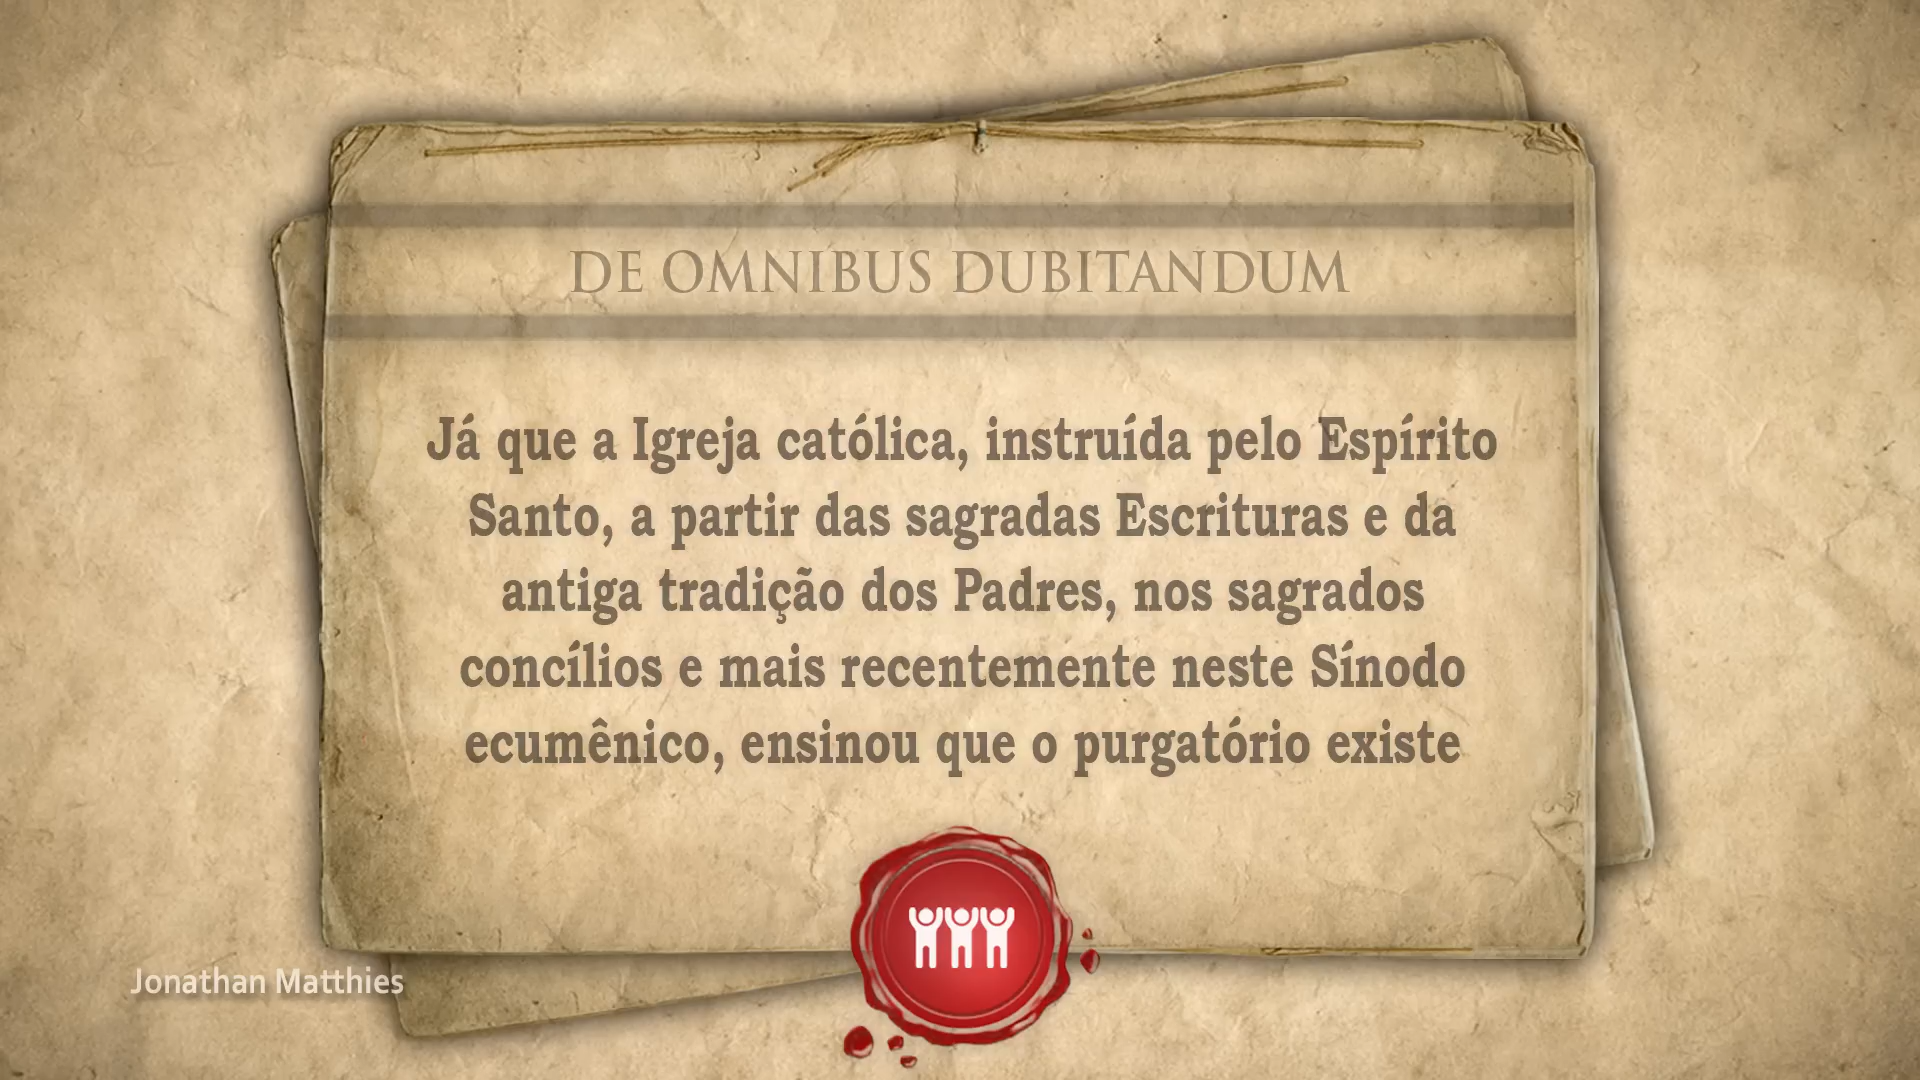 DE OMNIBUS DUBITANDUM
Já que a Igreja católica, instruída pelo Espírito
Santo, a partir das sagradas Escrituras e da
antiga tradição dos Padres, nos sagrados
concílios e mais recentemente neste Sínodo
ecumênico, ensinou que o purgatório existe
Jonathan Matthies